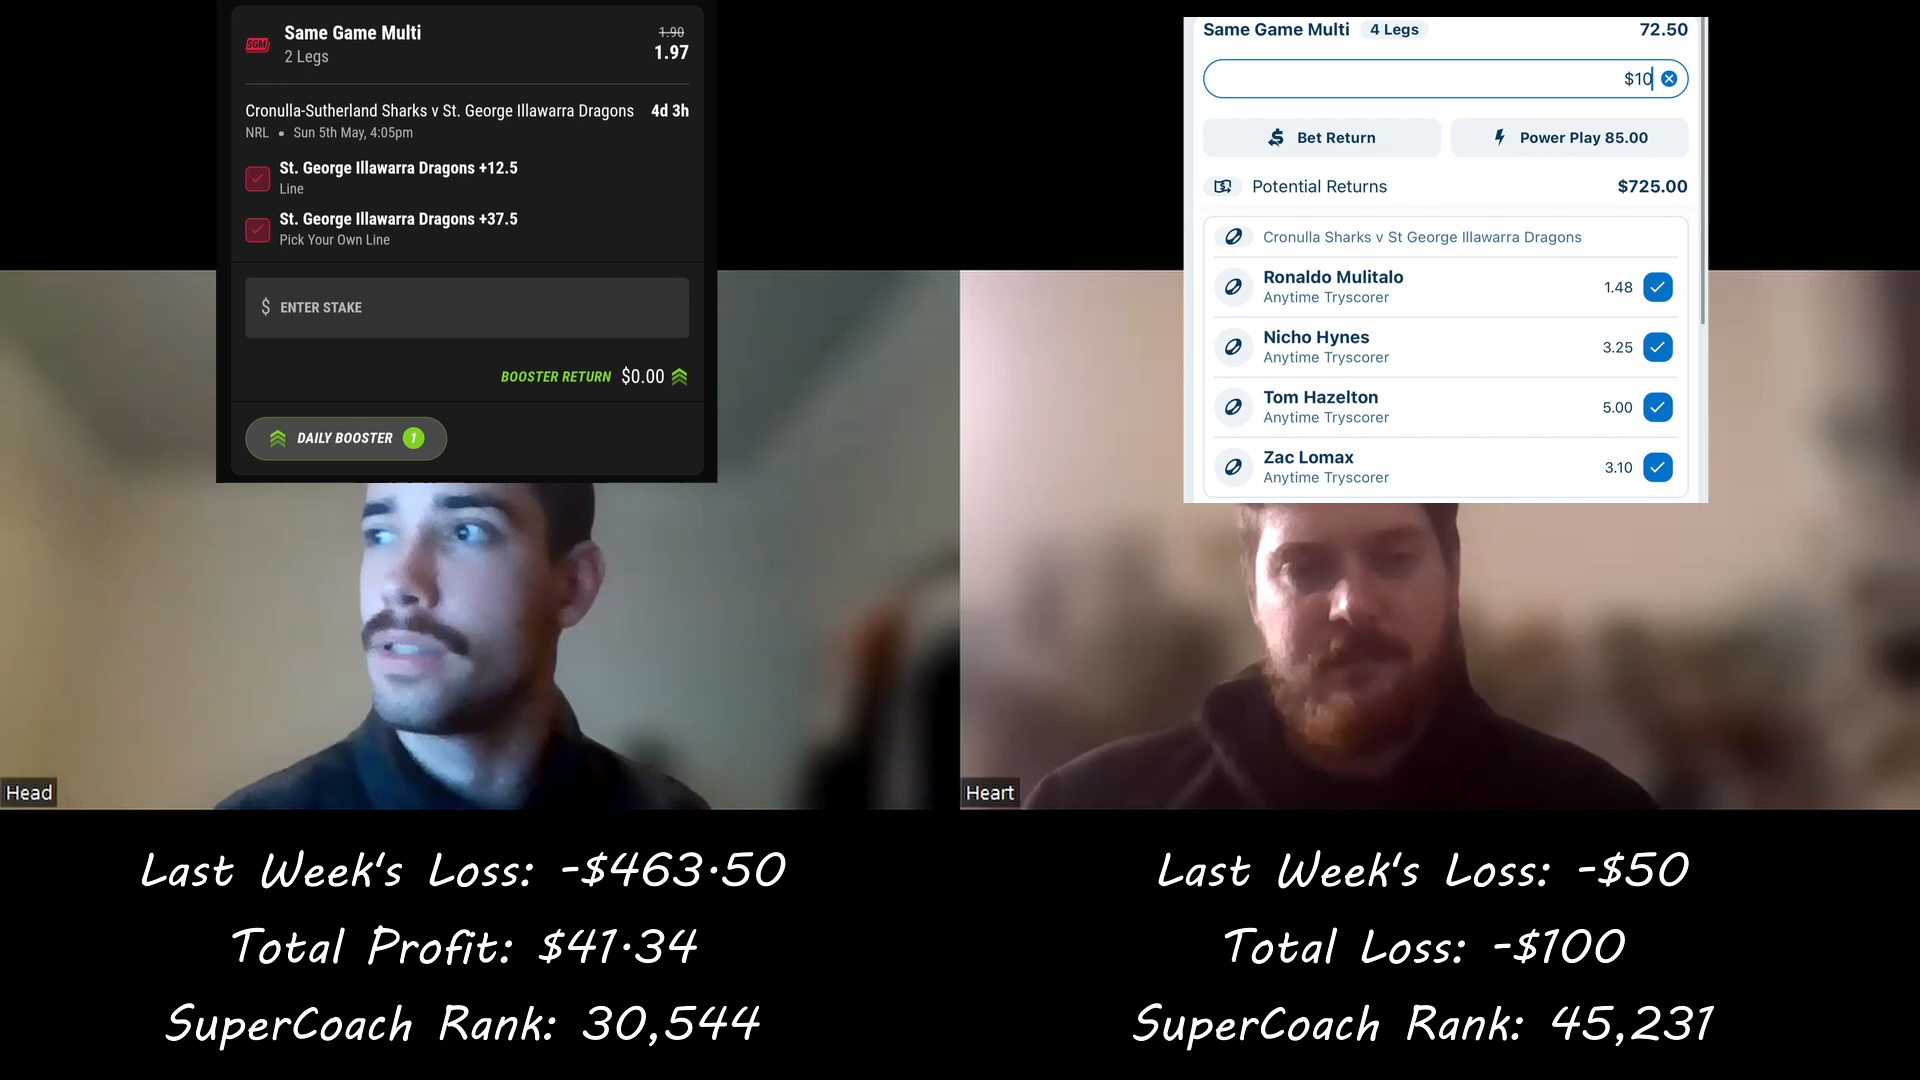 Same Game Multi
1.90
SGM
2 Legs
1.97
Cronulla-Sutherland Sharks v St. George Illawarra Dragons 4d 3h
NRL • Sun 5th May, 4:05pm
St. George Illawarra Dragons +12.5
Line
St. George Illawarra Dragons +37.5
Pick Your Own Line
$ ENTER STAKE
BOOSTER RETURN $0.00
DAILY BOOSTER 1
Head
Last Week's Loss: -$463.50
Total Profit: $41.34
SuperCoach Rank: 30,544
Same Game Multi 4 Legs 72.50
$10
Bet Return
Power Play 85.00
Potential Returns $725.00
Cronulla Sharks v St George Illawarra Dragons
Ronaldo Mulitalo
Anytime Tryscorer
1.48
Nicho Hynes
Anytime Tryscorer
3.25
Tom Hazelton
Anytime Tryscorer
5.00
Zac Lomax
Anytime Tryscorer
3.10
Heart
Last Week's Loss: -$50
Total Loss: -$100
SuperCoach Rank: 45,231